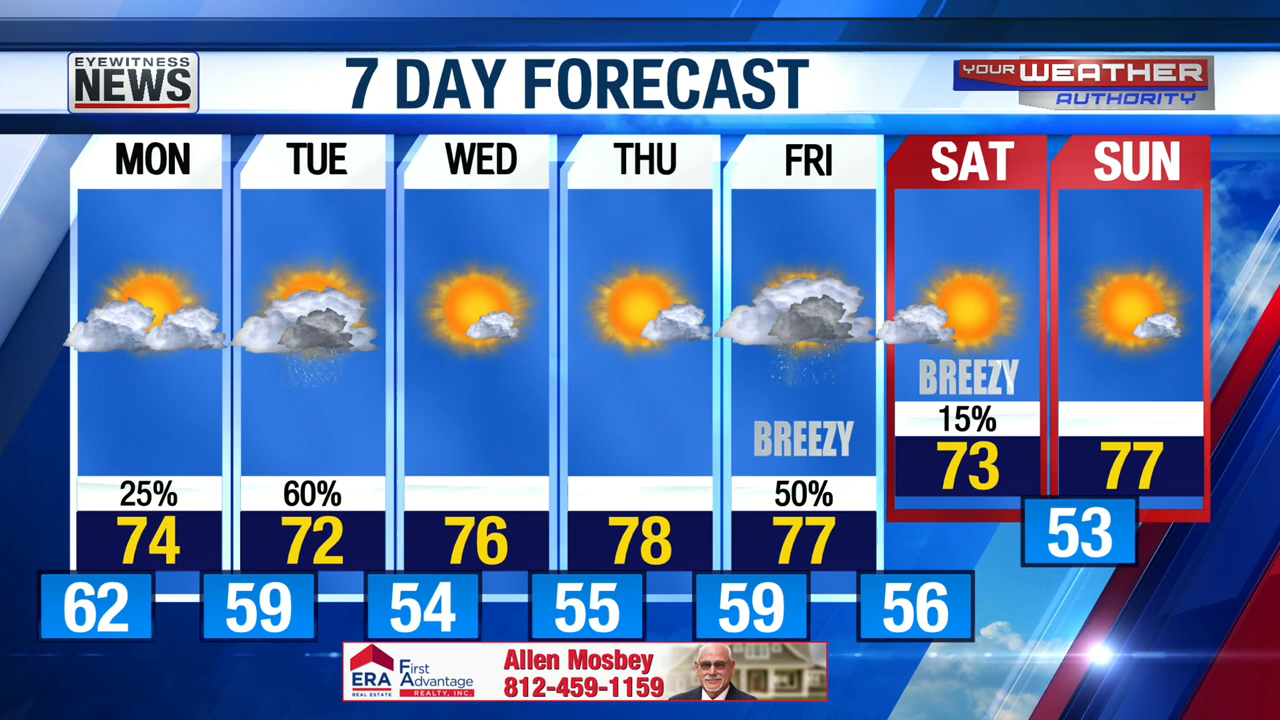 EYEWITNESS
NEWS
7 DAY FORECAST
YOUR WEATHER
AUTHORITY
MON
TUE
WED
THU
FRI
SAT
SUN
BREEZY
BREEZY
25%
60%
50%
15%
74
72
76
78
77
73
77
62
59
54
55
59
56
53
ERA
REAL ESTATE
First
Advantage
REALTY, INC.
Allen Mosbey
812-459-1159